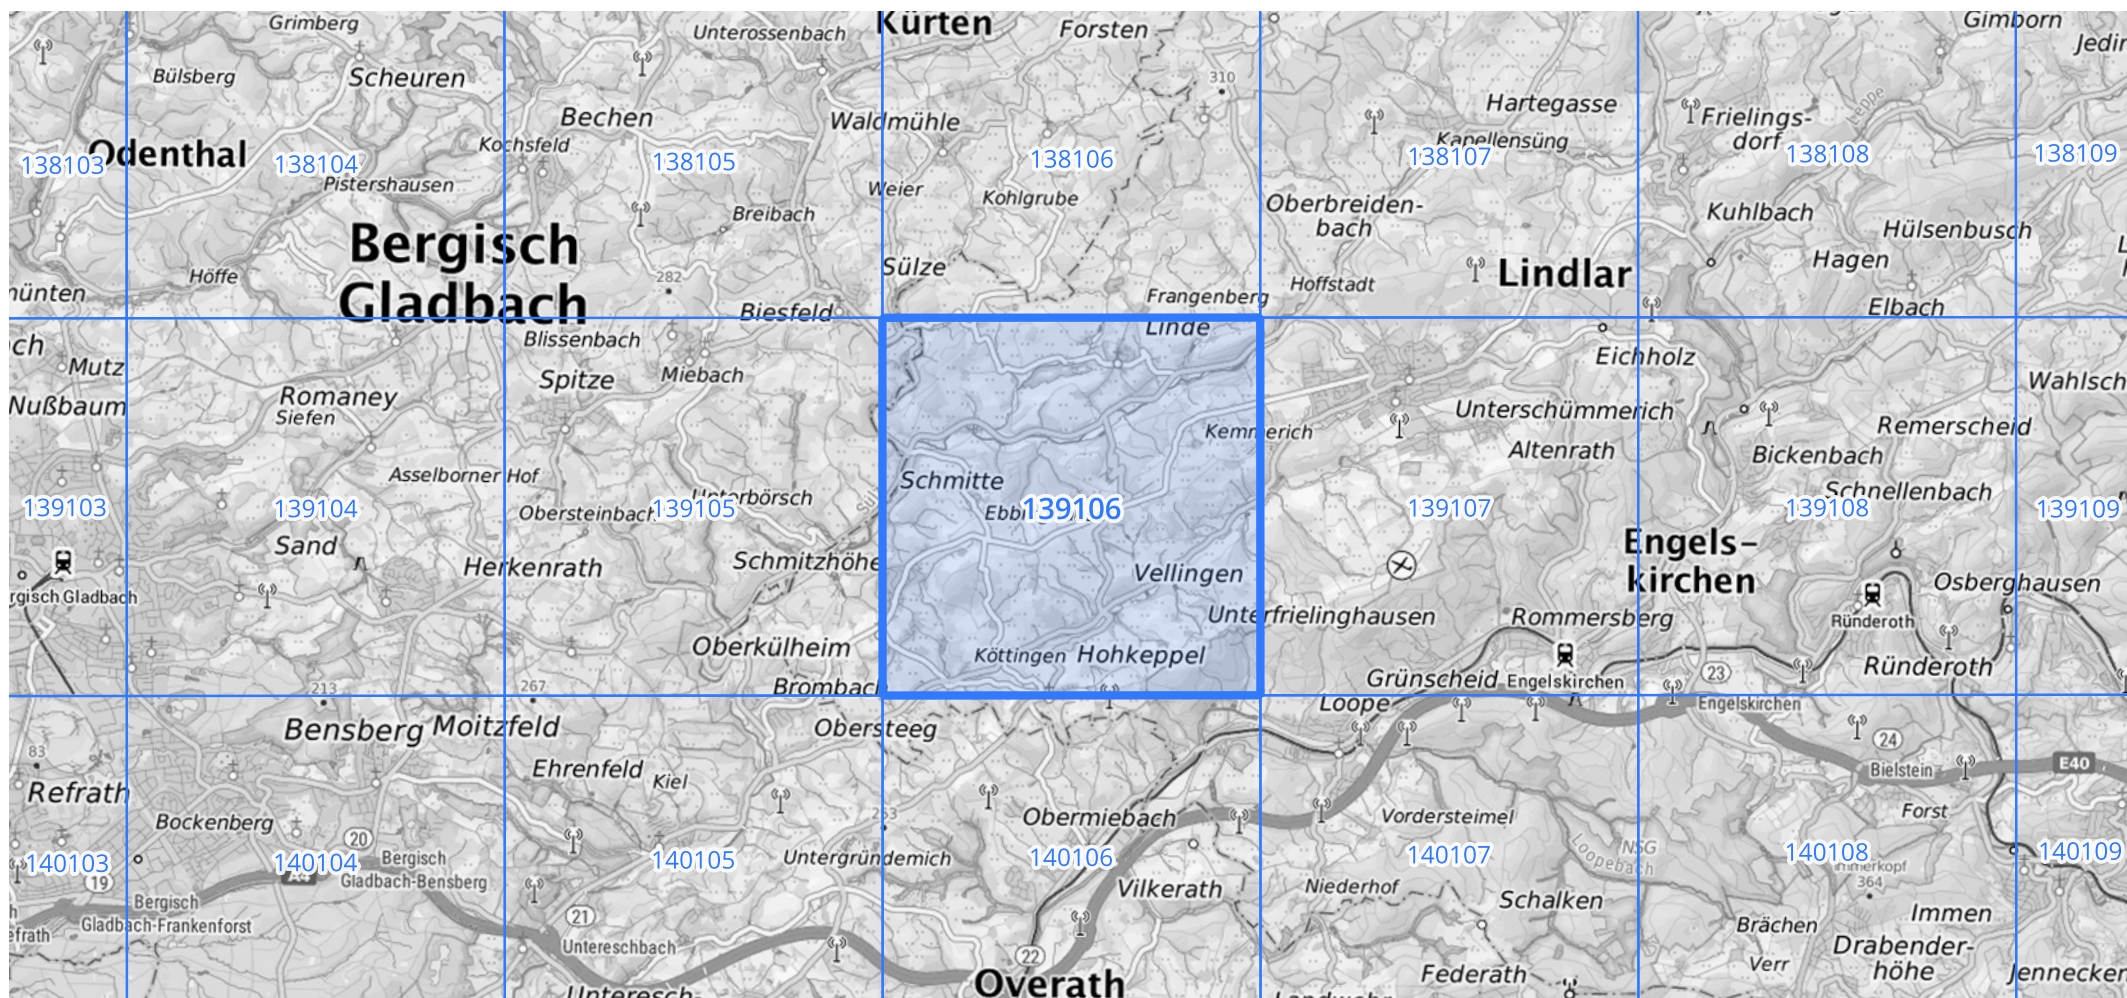 Grimberg
Unterossenbach
Kürten
Forsten
Gimborn
Bülsberg
Scheuren
310
Bechen
Waldmühle
Hartegasse
Leppe
Frielings-
dorf
Odenthal
Kochsfeld
Kapellensüng
138103
138104
138105
138106
138107
138108
138109
Pistershausen
Weier
Kohlgrube
Breibach
Oberbreiden-
bach
Kuhlbach
Hülsenbusch
Bergisch
Gladbach
Höffe
282
Sülze
Hoffstadt
Lindlar
Hagen
Frangenberg
Elbach
Biesfeld
Linde
Blissenbach
Eichholz
Mutz
Spitze
Miebach
Romaney
Siefen
Nußbaum
Unterschümmerich
Kemmerich
Remerscheid
Altenrath
Bickenbach
Asselborner Hof
Schmitte
Unterbörsch
Schnellenbach
139103
139104
139105
139106
139107
139108
139109
Obersteinbach
Sand
Herkenrath
Schmitzhöhe
Vellingen
Engels-
kirchen
Osberghausen
Unterfrielinghausen
Rommersberg
Ründeroth
Oberkülheim
Köttingen
Hohkeppel
Grünscheid
Engelskirchen
23
Ründeroth
213
267
Brombach
Loope
Engelskirchen
Bensberg
Moitzfeld
Obersteeg
83
24
Ehrenfeld
Kiel
Bielstein
E40
Refrath
Bockenberg
Obermiebach
Vordersteimel
Forst
20
Bergisch
Gladbach-Bensberg
Untergründemich
NSG
Loopebach
140103
140104
140105
140106
140107
140108
140109
19
A4
364
Vilkerath
Niederhof
Schalken
Bergisch
Gladbach-Frankenforst
21
Untereschbach
Brächen
Immen
22
Drabender-
höhe
Verr
Overath
Federath